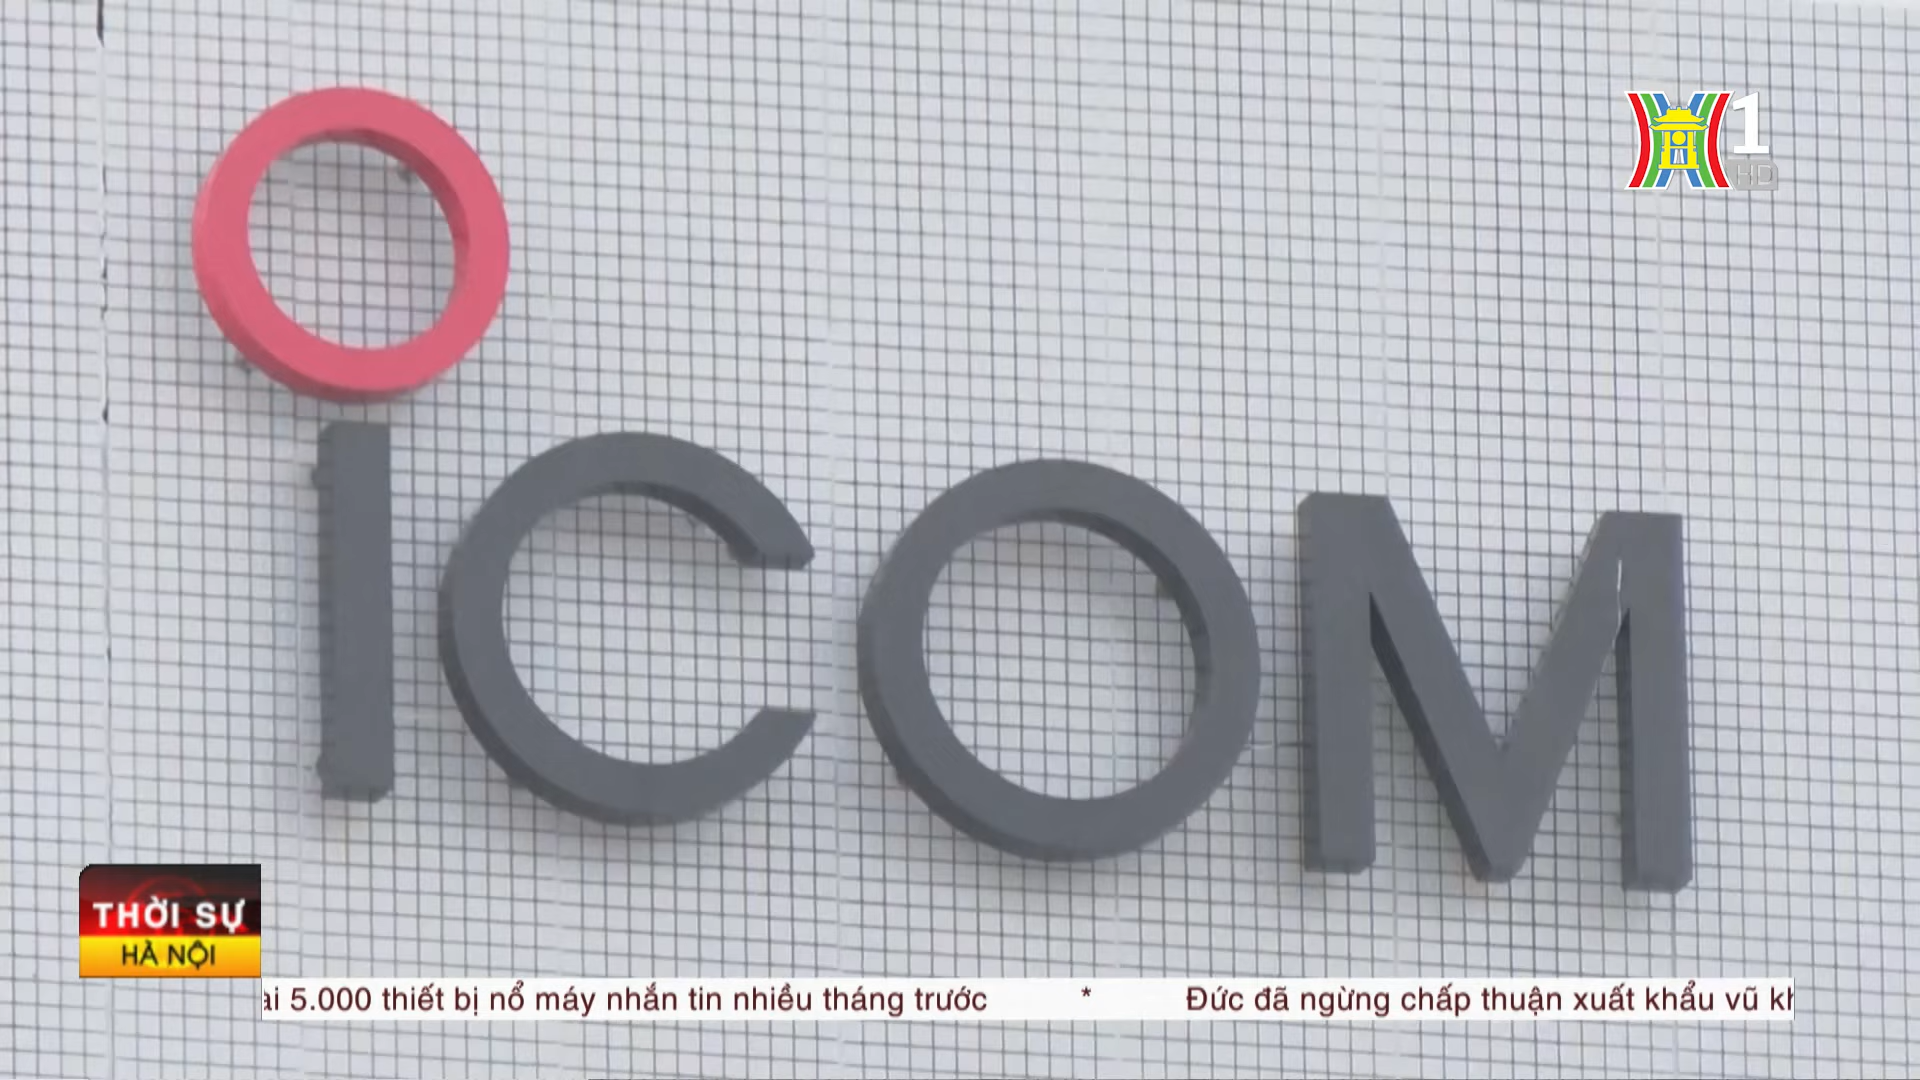 1
HD
ICOM
THỜI SỰ
HÀ NỘI
5.000 thiết bị nổ máy nhắn tin nhiều tháng trước * Đức đã ngừng chấp thuận xuất khẩu vũ